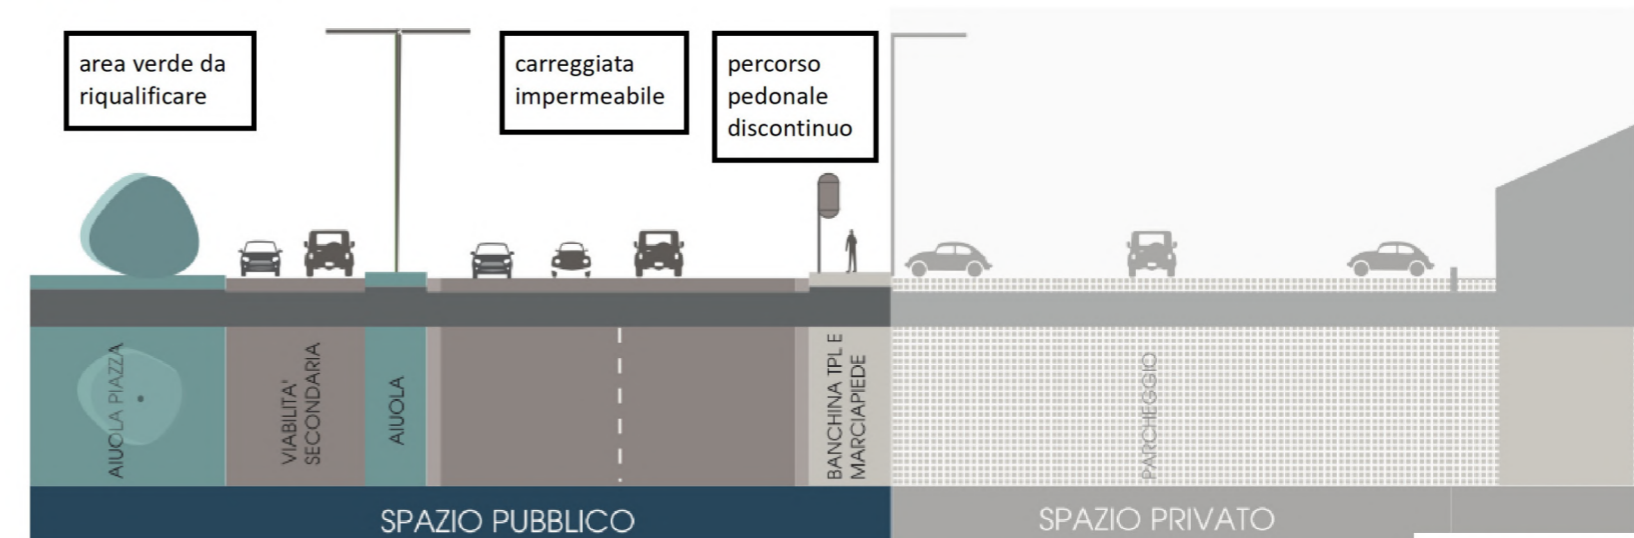 area verde da
riqualificare
carreggiata
impermeabile
percorso
pedonale
discontinuo
AIUOLA PIAZZA
VIABILITA'
SECONDARIA
AIUOLA
BANCHINA TPL E
MARCIAPIEDE
PARCHEGGIO
SPAZIO PUBBLICO
SPAZIO PRIVATO